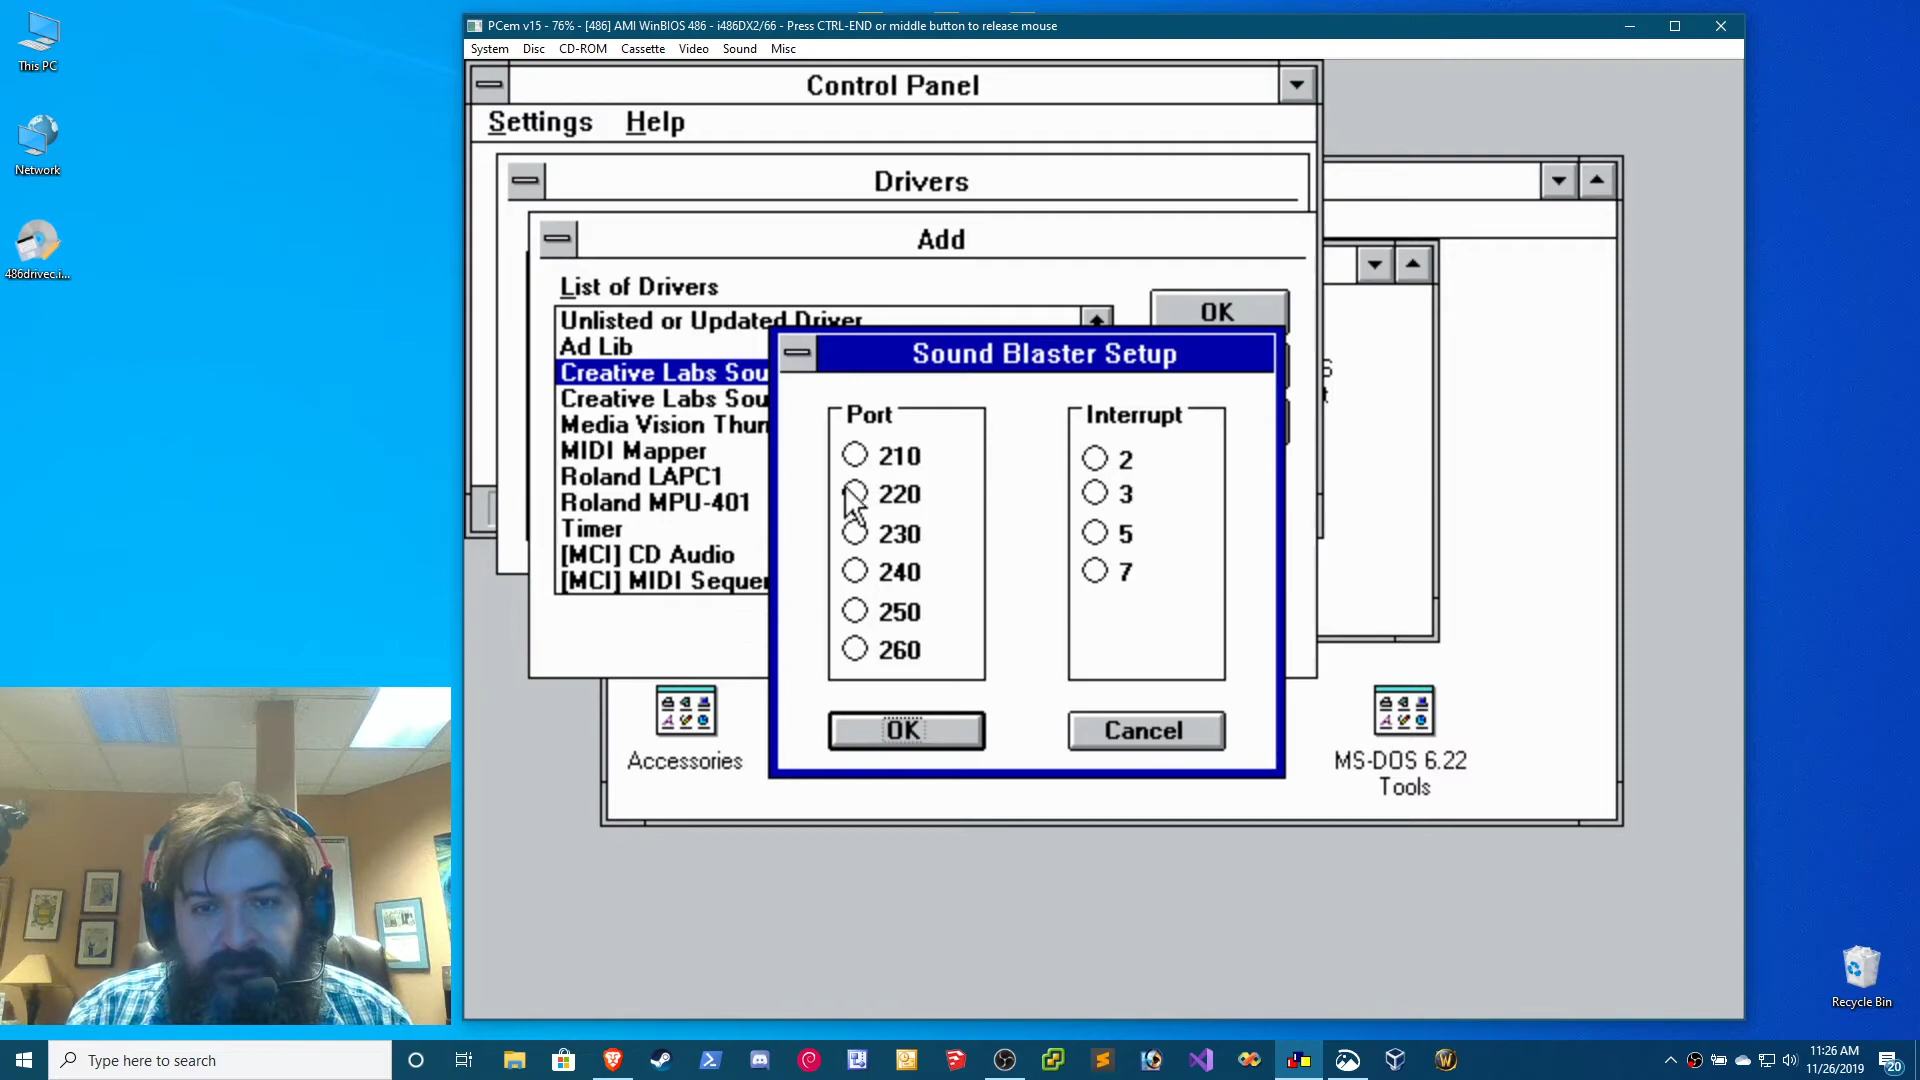 This PC
Network
486drivec.i...
PCem v15 - 76% - [486] AMI WinBIOS 486 - i486DX2/66 - Press CTRL-END or middle button to release mouse
System Disc CD-ROM Cassette Video Sound Misc
Control Panel
Settings Help
Drivers
Add
List of Drivers
Unlisted or Updated Driver
Ad Lib
Creative Labs Sou
Creative Labs Sou
Media Vision Thun
MIDI Mapper
Roland LAPC1
Roland MPU-401
Timer
[MCI] CD Audio
[MCI] MIDI Sequen
OK
Sound Blaster Setup
Port
210
220
230
240
250
260
Interrupt
2
3
5
7
OK
Cancel
Accessories
MS-DOS 6.22
Tools
Recycle Bin
Type here to search
11:26 AM
11/26/2019
20